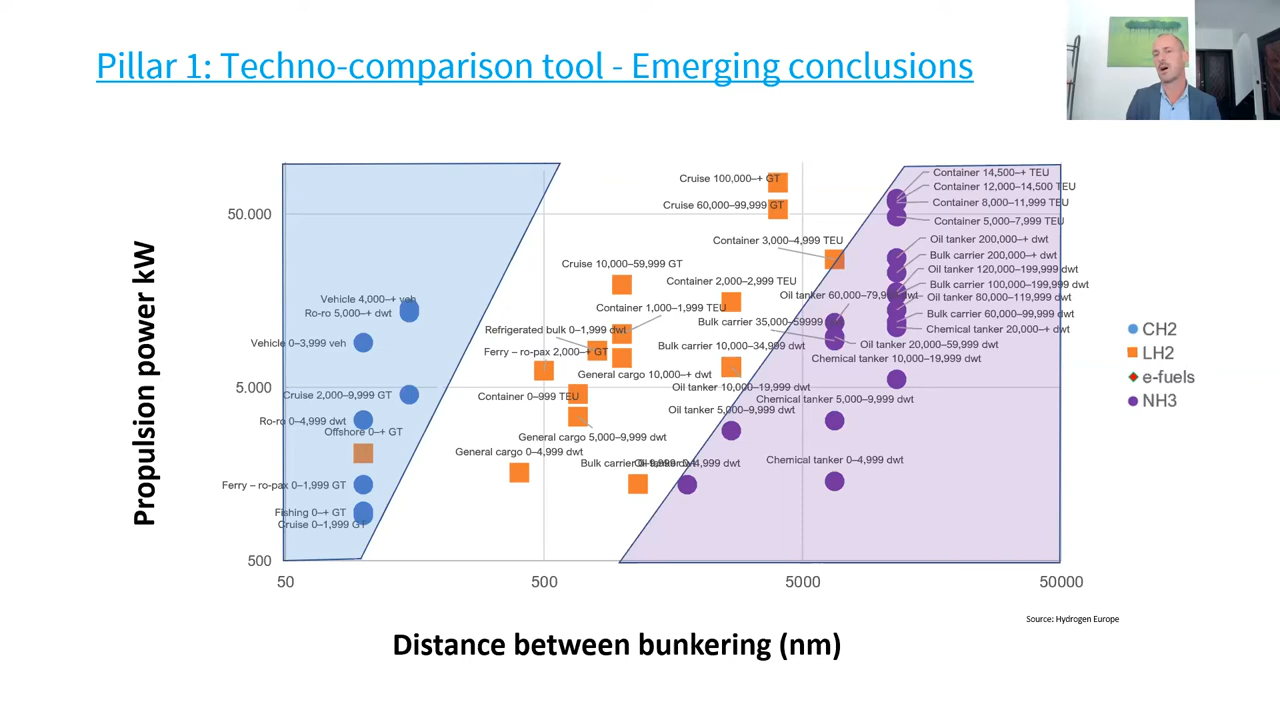 Pillar 1: Techno-comparison tool - Emerging conclusions
Propulsion power kW
50.000
5.000
500
50
500
5000
50000
Distance between bunkering (nm)
Source: Hydrogen Europe
CH2
LH2
e-fuels
NH3
Vehicle 4,000–+ veh
Ro-ro 5,000–+ dwt
Vehicle 0–3,999 veh
Cruise 2,000–9,999 GT
Ro-ro 0–4,999 dwt
Offshore 0–+ GT
Ferry – ro-pax 0–1,999 GT
Fishing 0–+ GT
Cruise 0–1,999 GT
Cruise 100,000–+ GT
Cruise 60,000–99,999 GT
Container 3,000–4,999 TEU
Cruise 10,000–59,999 GT
Container 2,000–2,999 TEU
Oil tanker 60,000–79,999 dwt
Container 1,000–1,999 TEU
Bulk carrier 35,000–59999
Refrigerated bulk 0–1,999 dwt
Bulk carrier 10,000–34,999 dwt
Ferry – ro-pax 2,000–+ GT
General cargo 10,000–+ dwt
Oil tanker 10,000–19,999 dwt
Container 0–999 TEU
Chemical tanker 5,000–9,999 dwt
Oil tanker 5,000–9,999 dwt
General cargo 5,000–9,999 dwt
General cargo 0–4,999 dwt
Bulk carrier
4,999 dwt
Chemical tanker 0–4,999 dwt
Container 14,500–+ TEU
Container 12,000–14,500 TEU
Container 8,000–11,999 TEU
Container 5,000–7,999 TEU
Oil tanker 200,000–+ dwt
Bulk carrier 200,000–+ dwt
Oil tanker 120,000–199,999 dwt
Bulk carrier 100,000–199,999 dwt
Oil tanker 80,000–119,999 dwt
Bulk carrier 60,000–99,999 dwt
Chemical tanker 20,000–+ dwt
Oil tanker 20,000–59,999 dwt
Chemical tanker 10,000–19,999 dwt